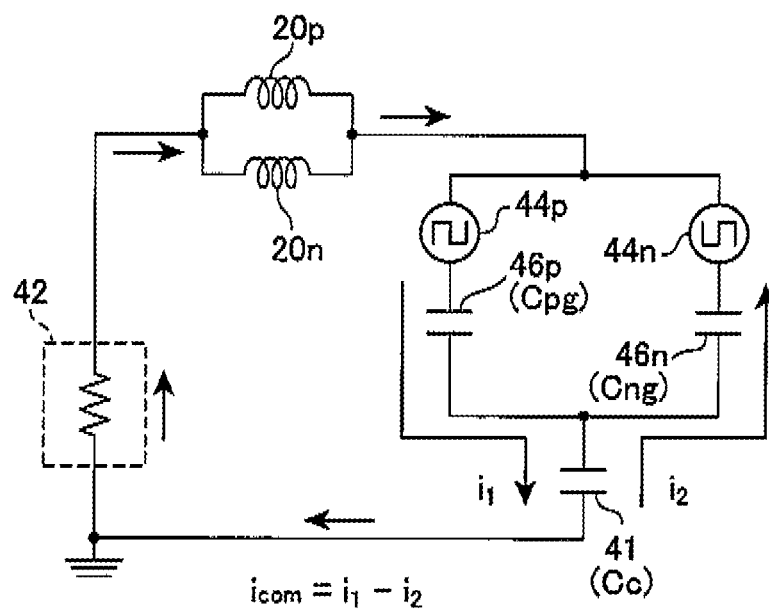 20p
20n
44p
44n
42
46p
(Cpg)
46n
(Cng)
i₁
i₂
41
(Cc)
icom = i₁ − i₂